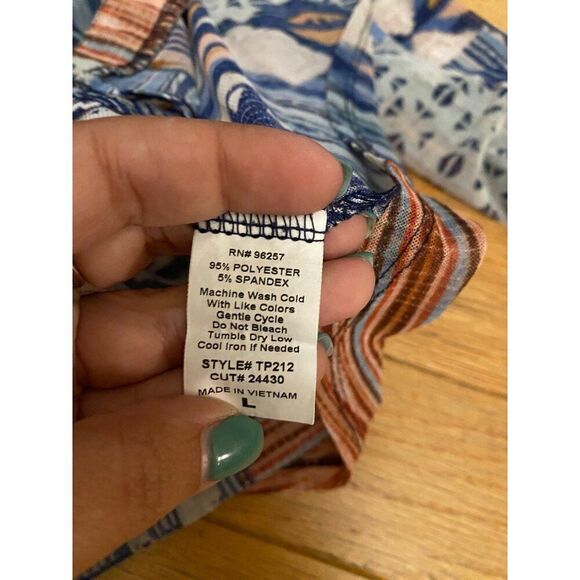 RN# 96257
95% POLYESTER
5% SPANDEX
Machine Wash Cold
With Like Colors
Gentle Cycle
Do Not Bleach
Tumble Dry Low
Cool Iron If Needed
STYLE# TP212
CUT# 24430
MADE IN VIETNAM
L